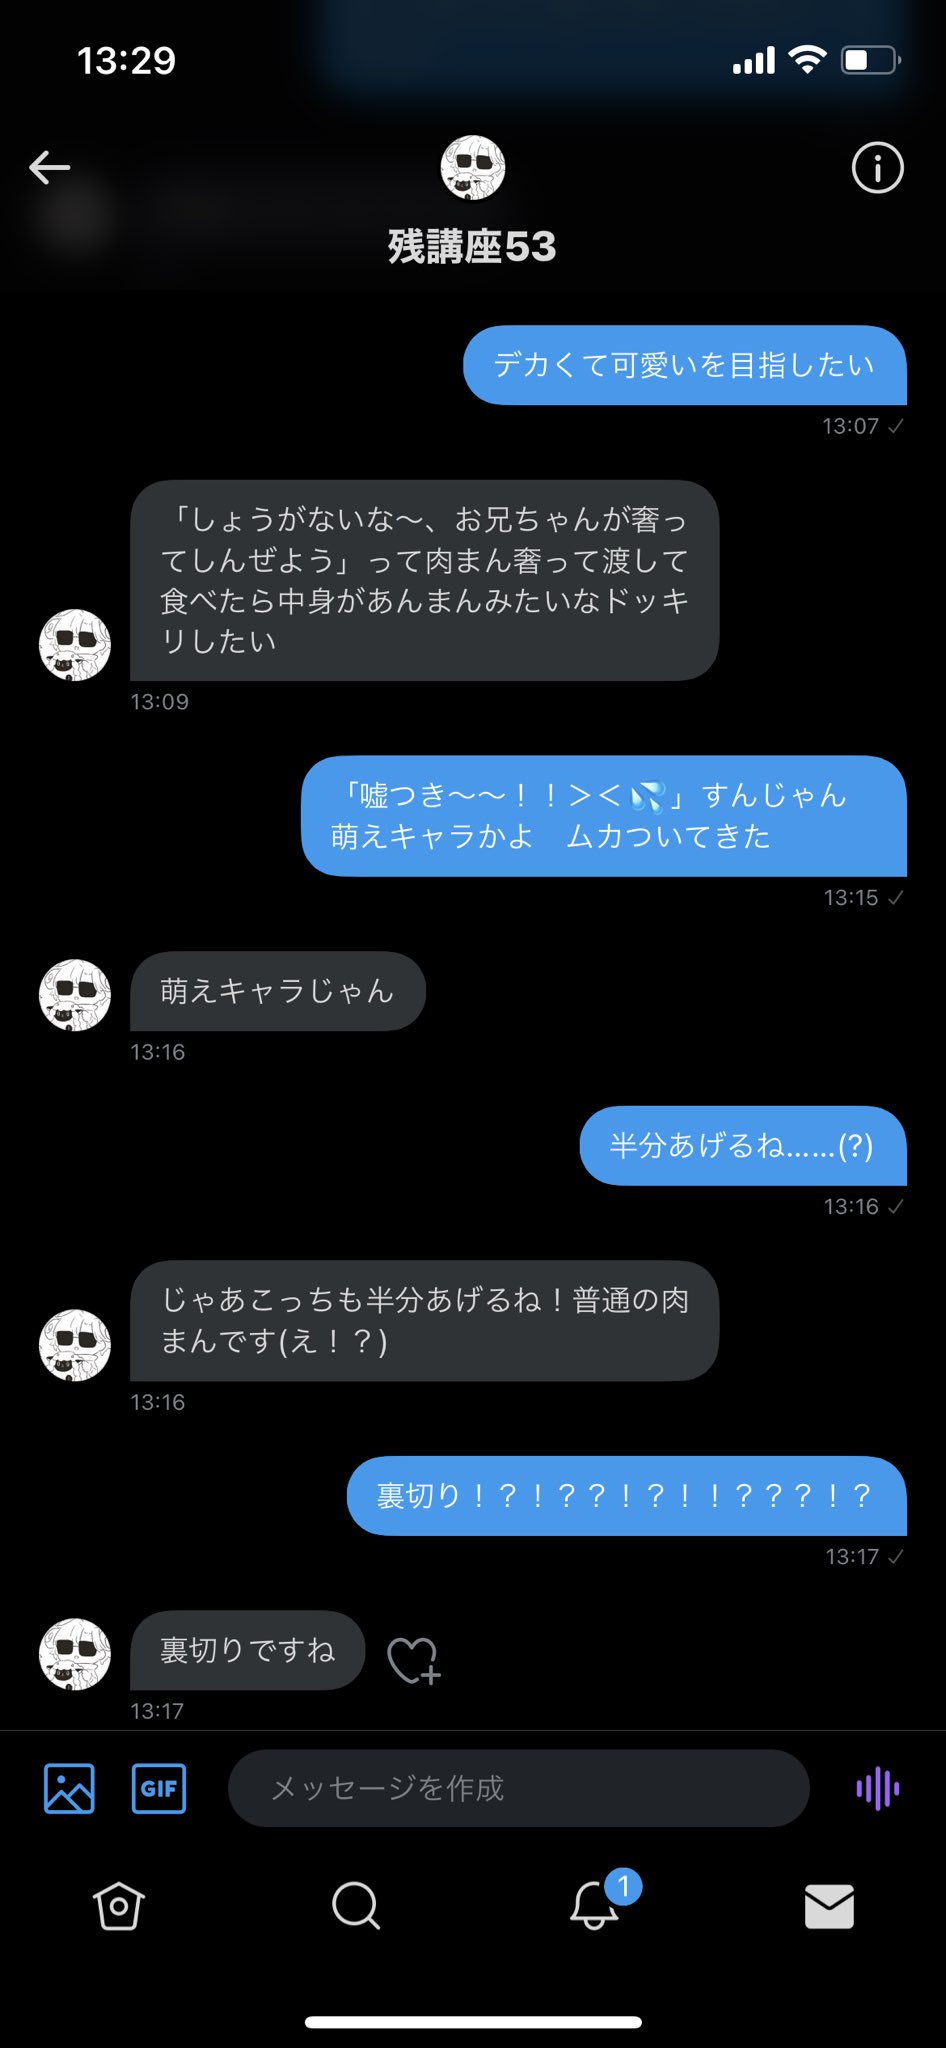 13:29
残講座53
デカくて可愛いを目指したい
13:07
「しょうがないな〜、お兄ちゃんが奢っ
てしんぜよう」って肉まん奢って渡して
食べたら中身があんまんみたいなドッキ
リしたい
13:09
「嘘つき〜〜！！＞＜💦」すんじゃん
萌えキャラかよ　ムカついてきた
13:15
萌えキャラじゃん
13:16
半分あげるね……(?)
13:16
じゃあこっちも半分あげるね！普通の肉
まんです(え！？)
13:16
裏切り！？！？？！？！！？？？！？
13:17
裏切りですね
13:17
GIF
メッセージを作成
1